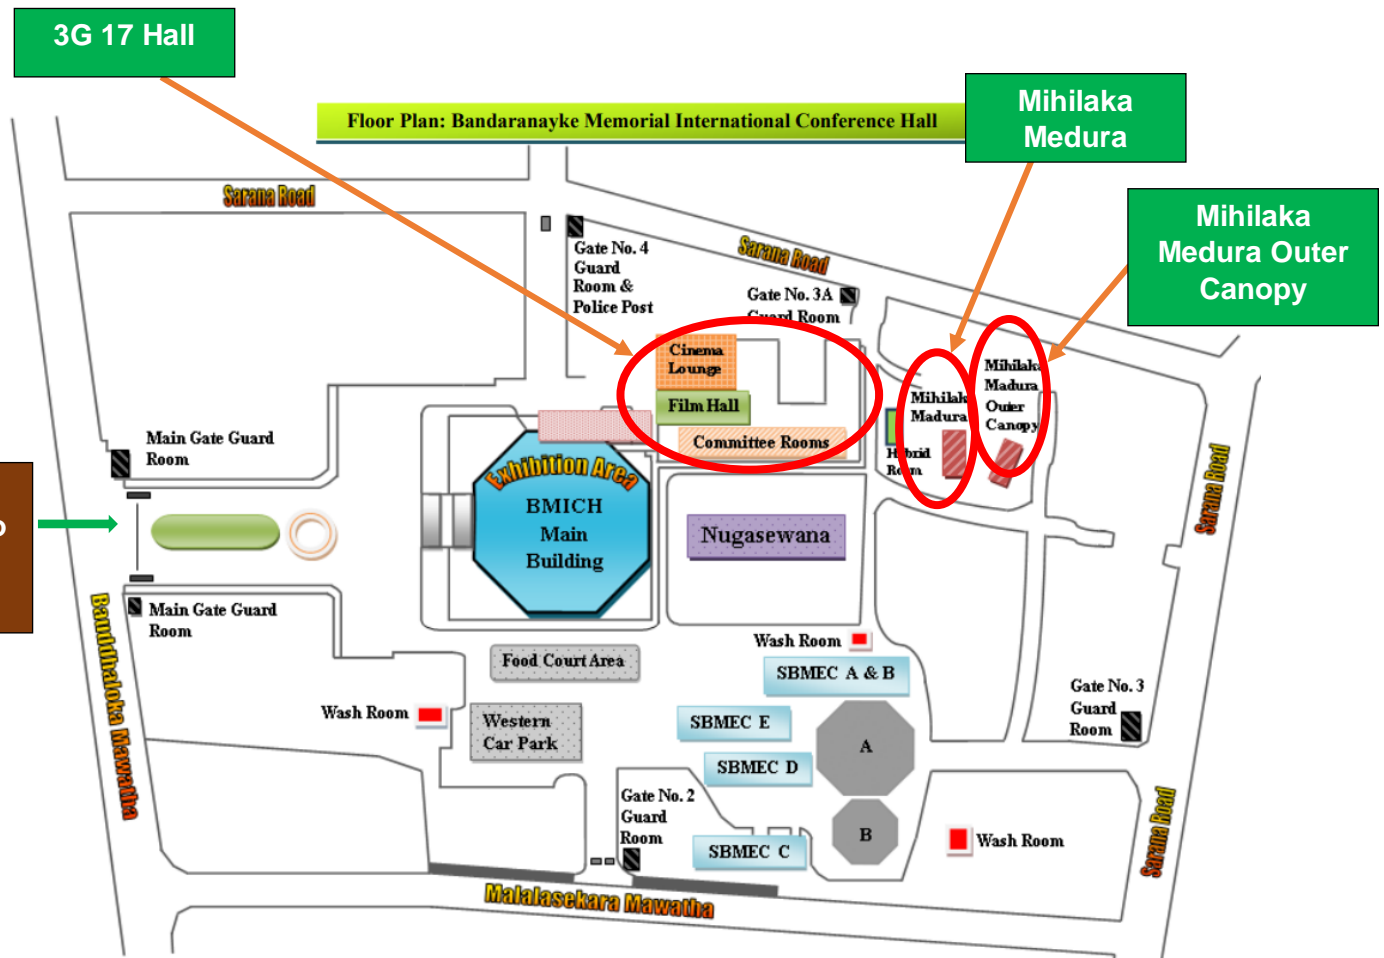 3G 17 Hall
Mihilaka
Medura
Floor Plan: Bandaranayke Memorial International Conference Hall
Mihilaka
Medura Outer
Canopy
Sarana Road
Sarana Road
Gate No. 4
Guard
Room &
Police Post
Gate No. 3A
Guard Room
Cinema
Lounge
Film Hall
Committee Rooms
Mihilaka
Madura
Outer
Canopy
Mihilak
Madura
Hybrid
Room
Main Gate Guard
Room
Exhibition Area
BMICH
Main
Building
Nugasewana
Sarana Road
Main Gate Guard
Room
Banddhaloka Mawatha
Wash Room
Food Court Area
SBMEC A & B
Gate No. 3
Guard
Room
Wash Room
Western
Car Park
SBMEC E
A
SBMEC D
Gate No. 2
Guard
Room
B
SBMEC C
Wash Room
Sarana Road
Malalasekara Mawatha